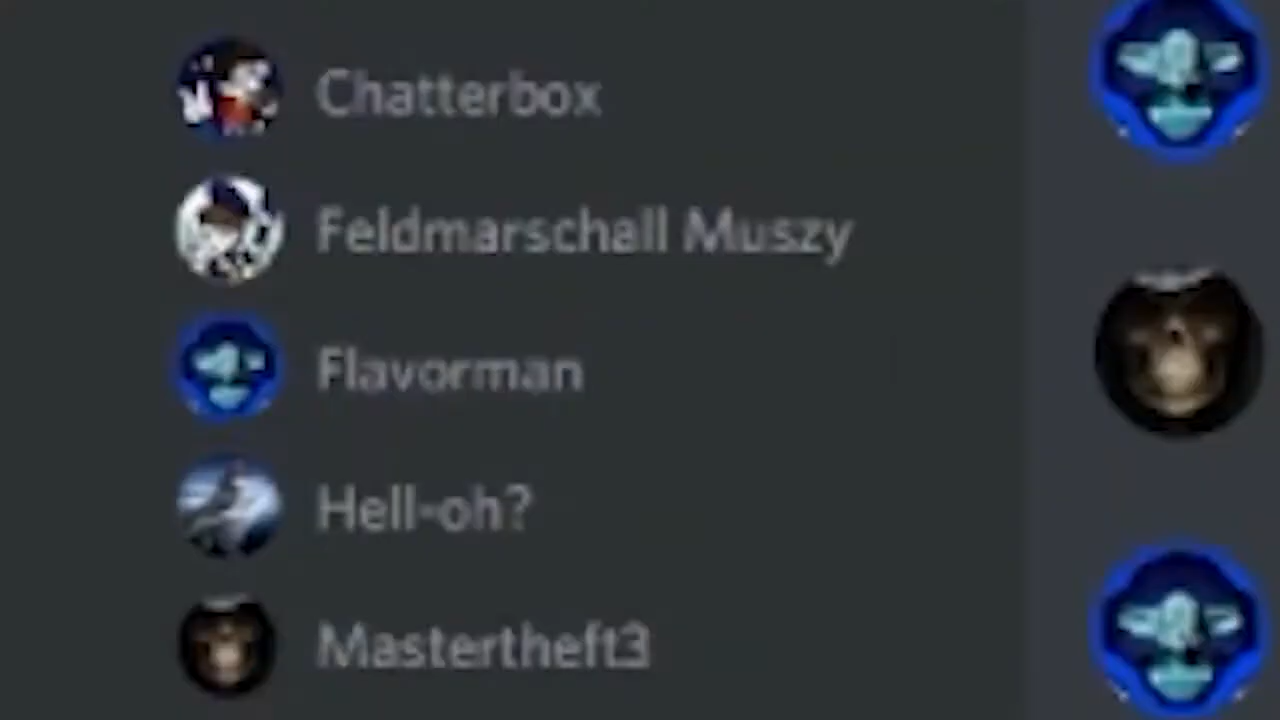 Chatterbox
Feldmarschall Muszy
Flavorman
Hell-oh?
Mastertheft3